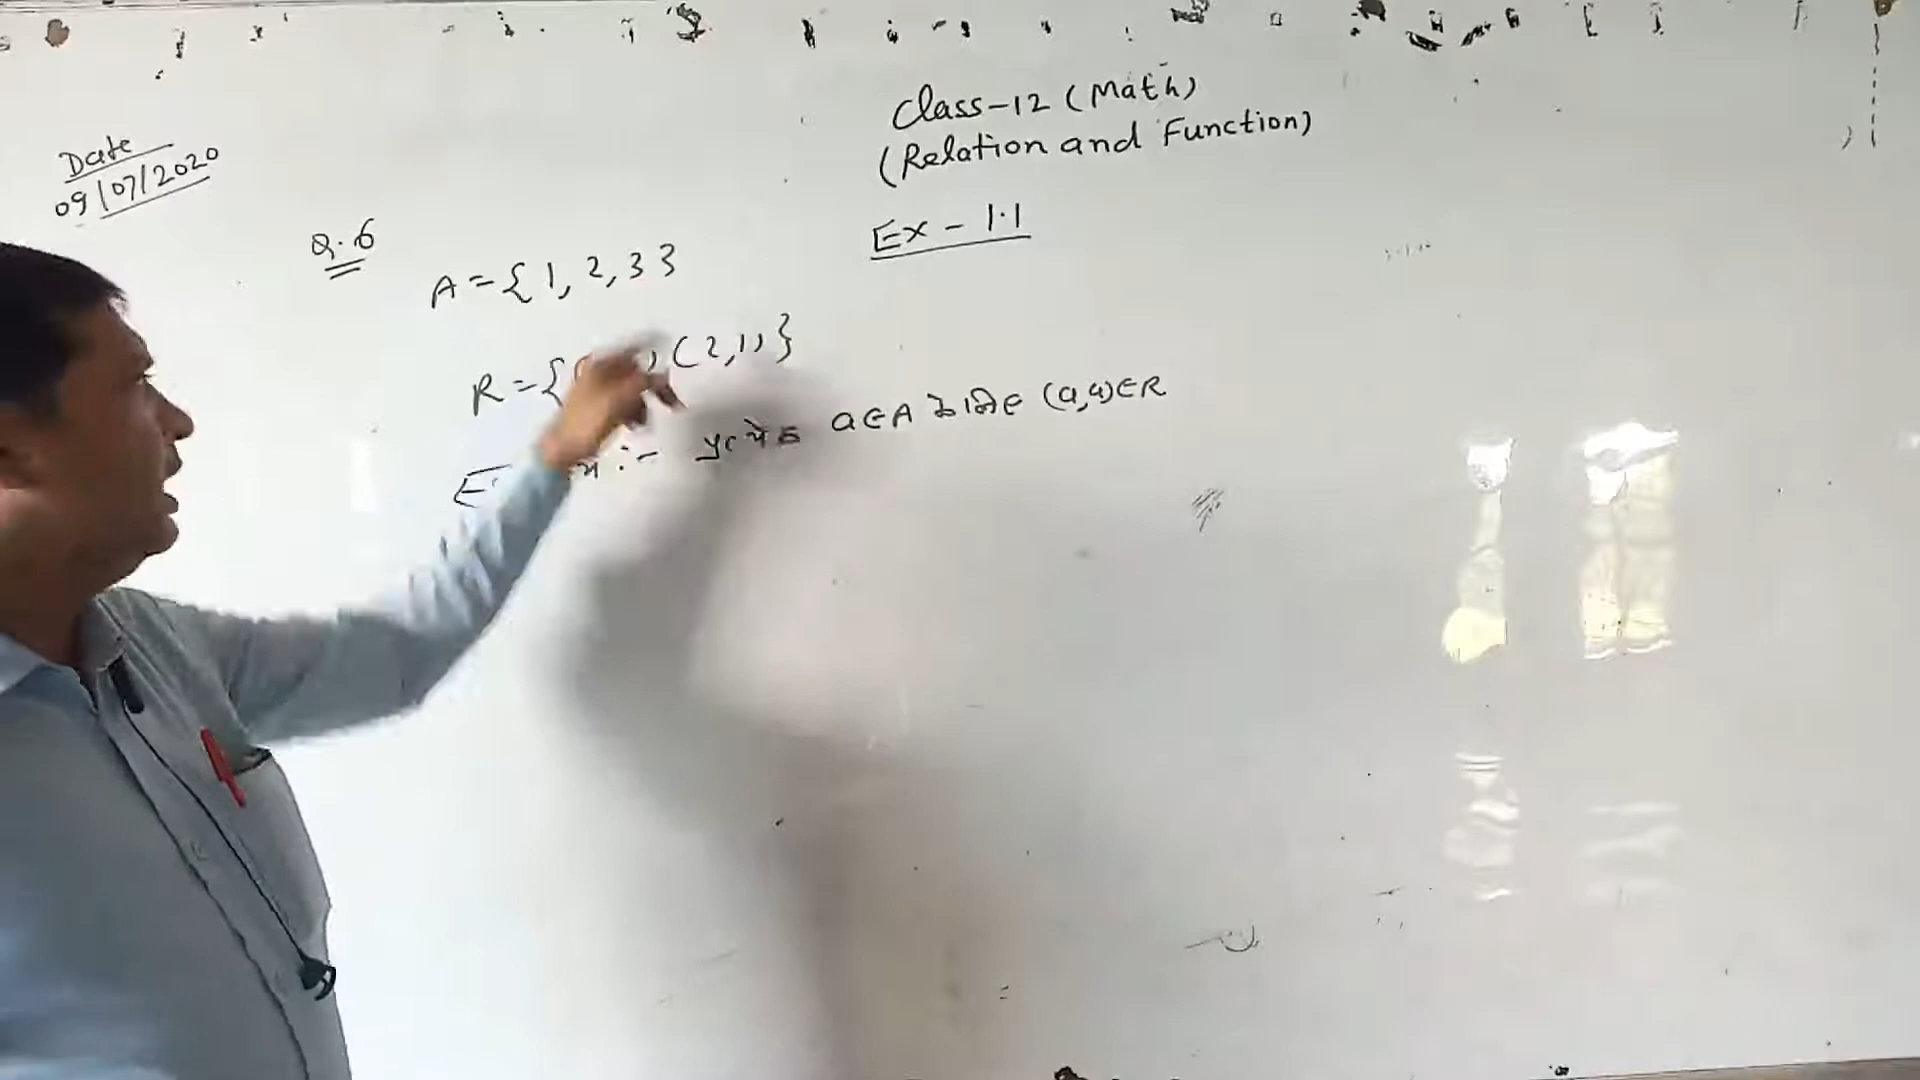 Class-12 (Math)
(Relation and Function)
Date
09/07/2020
Ex - 1.1
Q.6
A = { 1, 2, 3 }
R = { (2,1) }
:- प्रत्येक a∈A के लिए (a,a)∈R